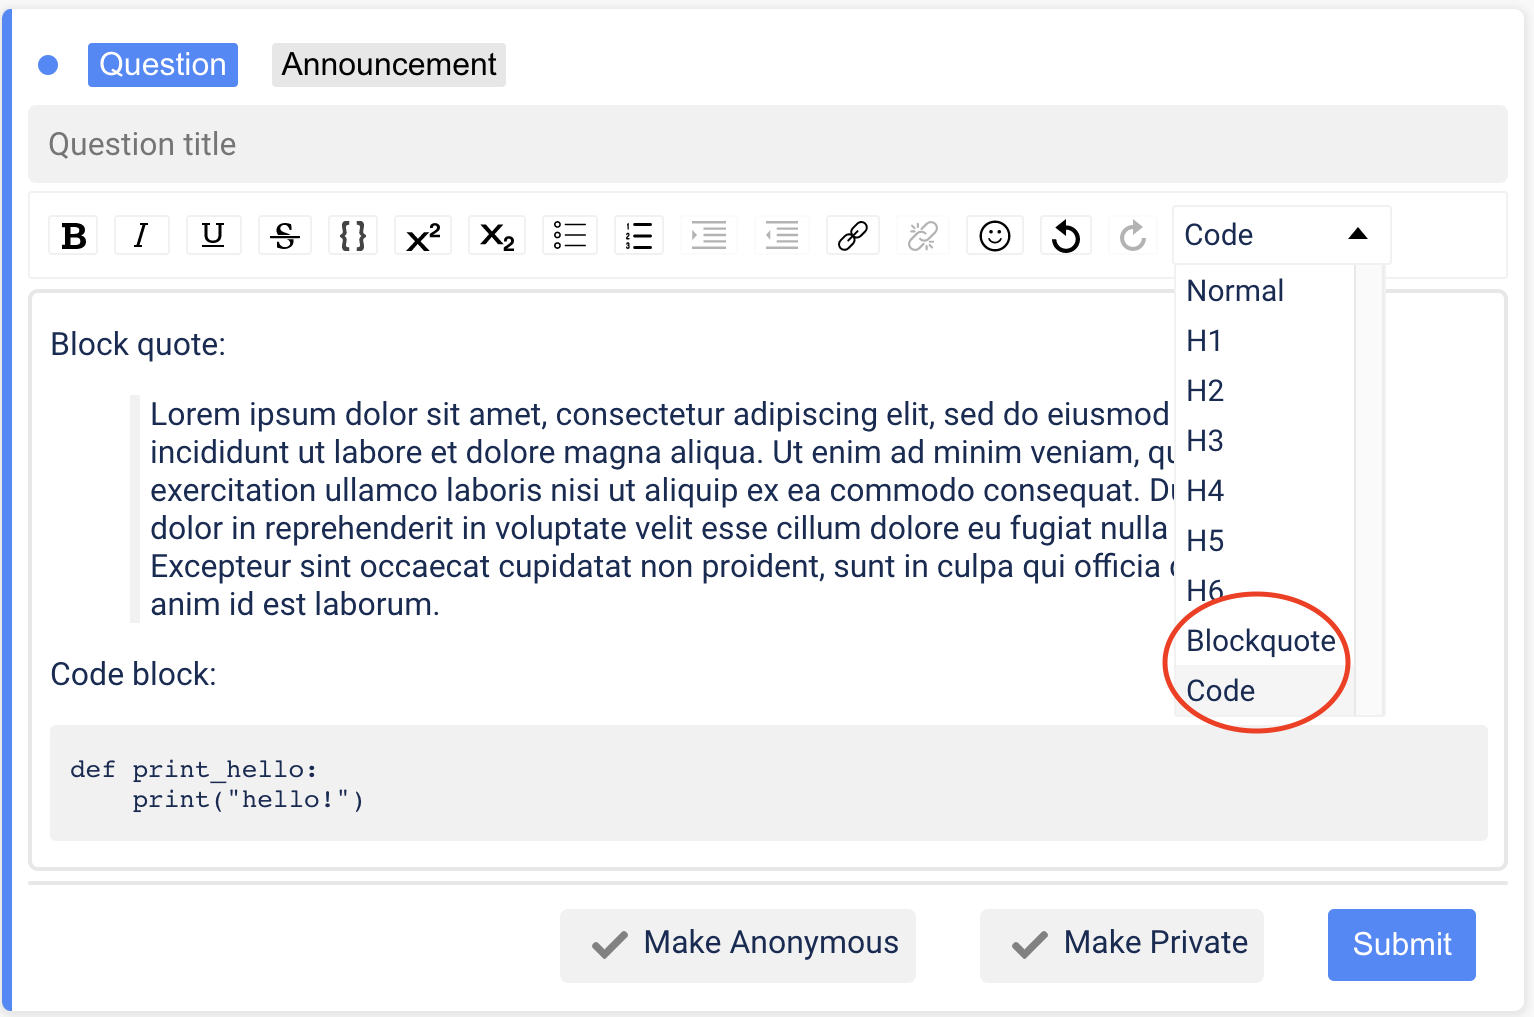 Question Announcement
Question title
B I U S {} x² x₂ Code
Normal
H1
H2
H3
H4
H5
H6
Blockquote
Code
Block quote:
Lorem ipsum dolor sit amet, consectetur adipiscing elit, sed do eiusmod
incididunt ut labore et dolore magna aliqua. Ut enim ad minim veniam,
exercitation ullamco laboris nisi ut aliquip ex ea commodo consequat.
dolor in reprehenderit in voluptate velit esse cillum dolore eu fugiat nulla
Excepteur sint occaecat cupidatat non proident, sunt in culpa qui officia
anim id est laborum.
Code block:
def print_hello:
    print("hello!")
Make Anonymous Make Private Submit